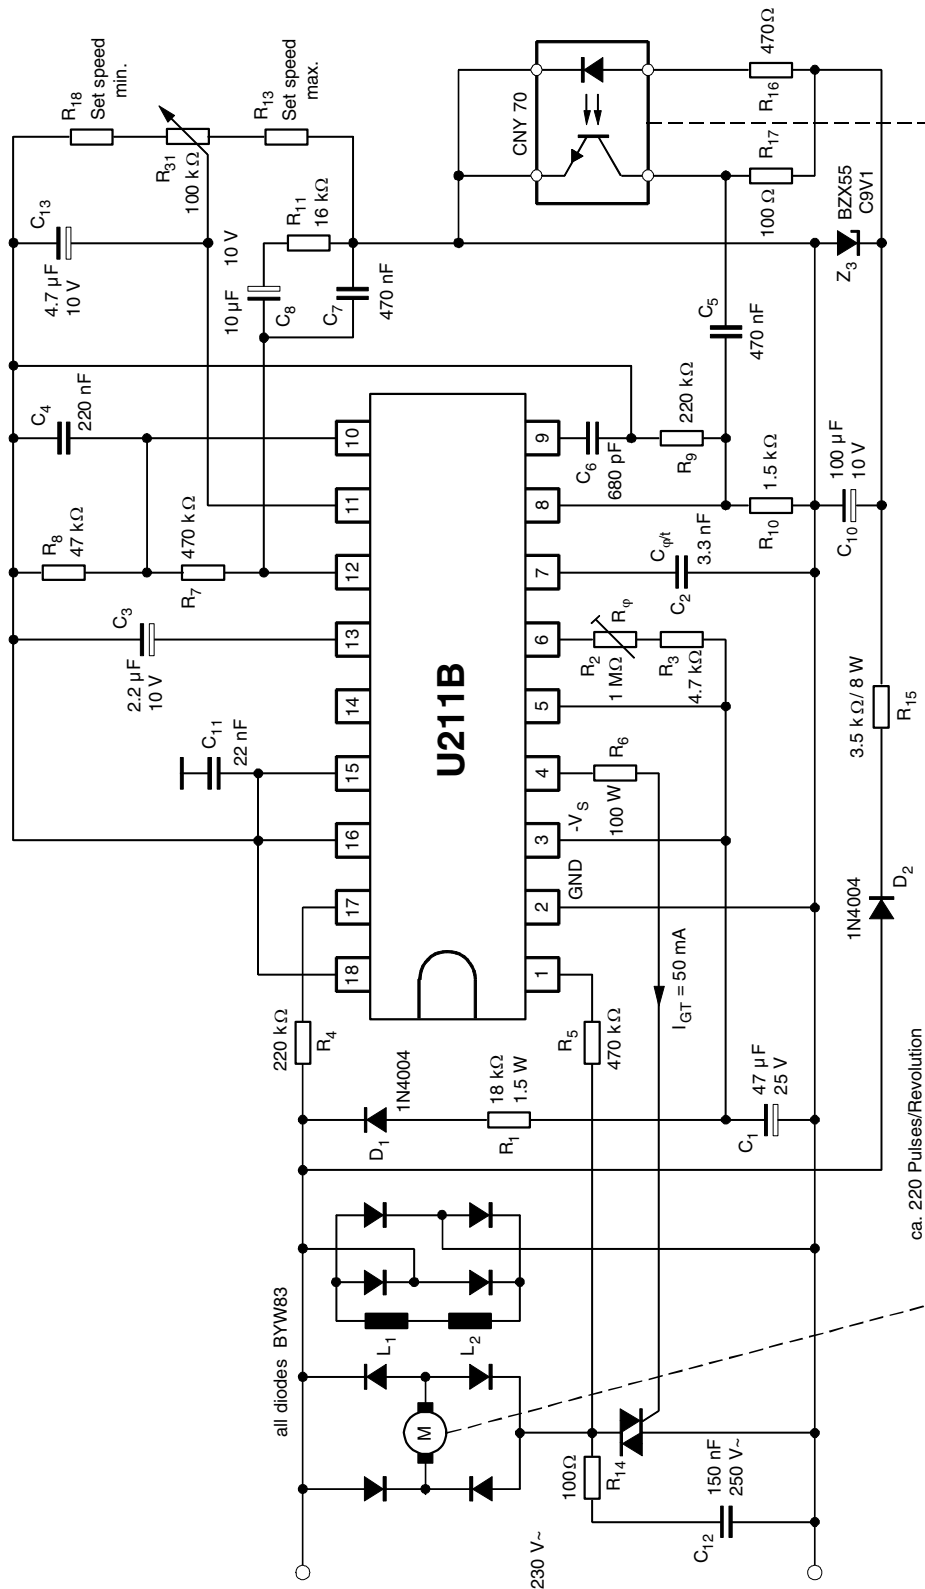 R18
Set speed
min.
R31
100 kΩ
R13
Set speed
max.
C13
4.7 µF
10 V
10 V
10 µF
C8
R11
16 kΩ
C7
470 nF
CNY 70
470Ω
R16
R17
100 Ω
BZX55
C9V1
Z3
C4
220 nF
R8
47 kΩ
R7
470 kΩ
C3
2.2 µF
10 V
C11
22 nF
C5
470 nF
C6
680 pF
R9
220 kΩ
R10
1.5 kΩ
C10
100 µF
10 V
Cφ/t
C2
3.3 nF
Rφ
R2
1 MΩ
R3
4.7 kΩ
R6
100 W
-VS
GND
10
11
12
13
14
15
16
17
18
9
8
7
6
5
4
3
2
1
U211B
3.5 kΩ/ 8 W
R15
1N4004
D2
220 kΩ
R4
R5
470 kΩ
IGT = 50 mA
D1
1N4004
18 kΩ
1.5 W
R1
C1
47 µF
25 V
ca. 220 Pulses/Revolution
all diodes BYW83
L1
L2
M
100Ω
R14
150 nF
250 V~
C12
230 V~